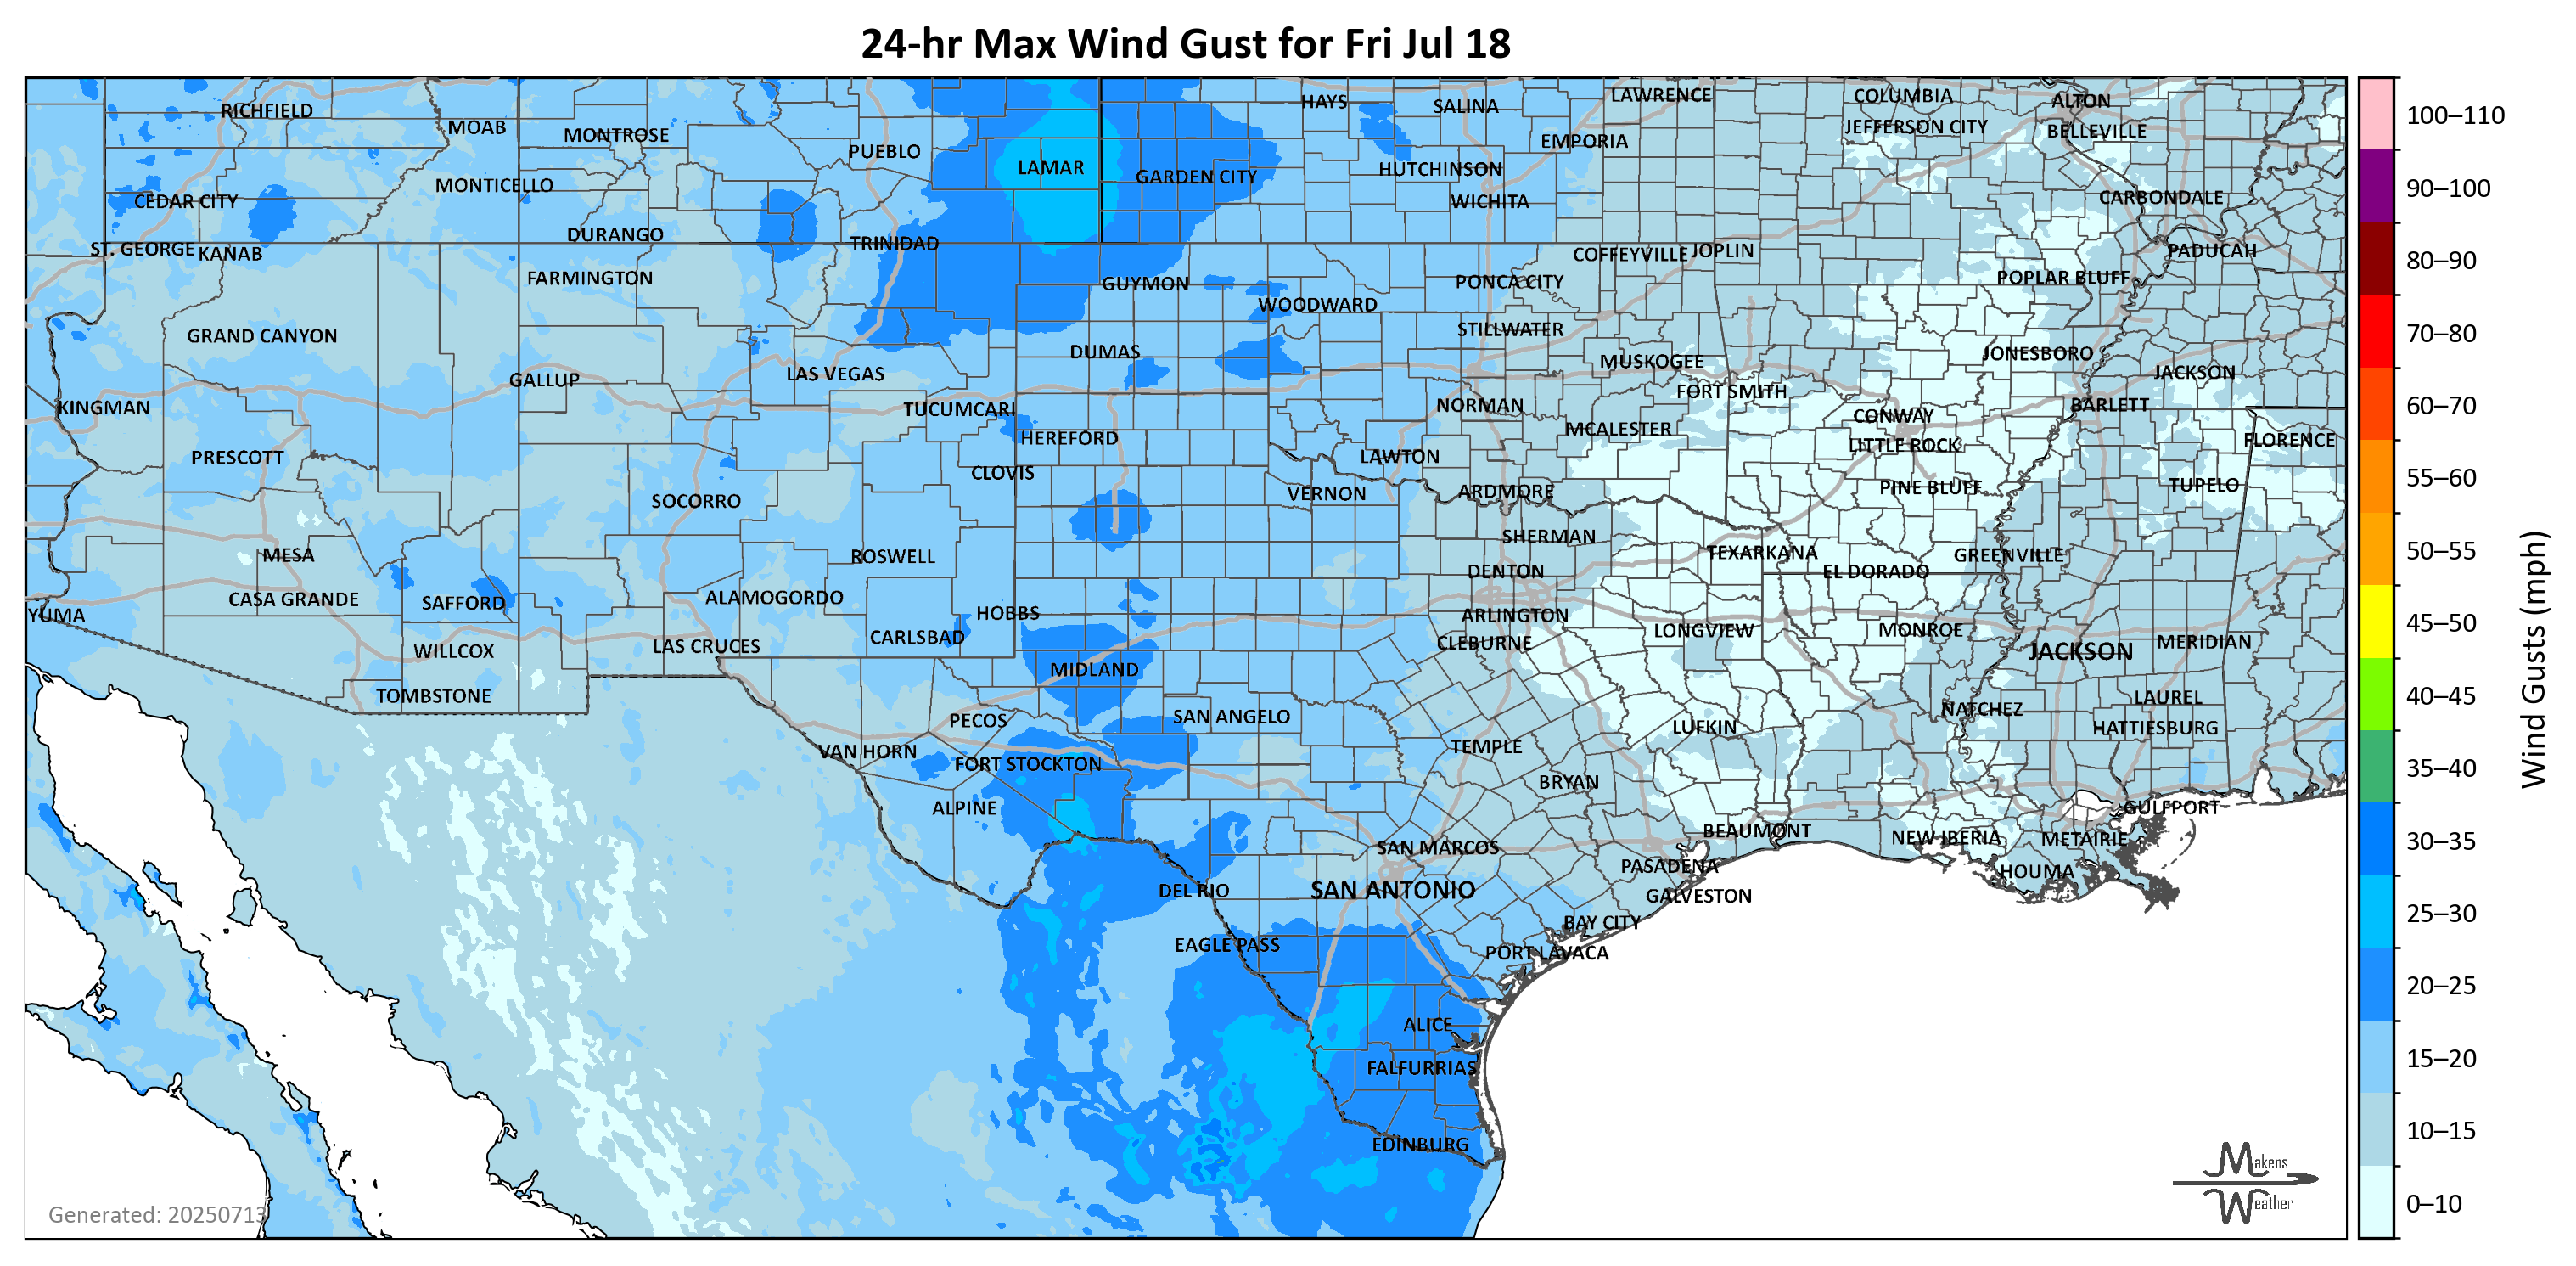 24-hr Max Wind Gust for Fri Jul 18
RICHFIELD
MOAB
MONTROSE
PUEBLO
LAMAR
GARDEN CITY
HAYS
SALINA
HUTCHINSON
WICHITA
EMPORIA
LAWRENCE
COLUMBIA
JEFFERSON CITY
ALTON
BELLEVILLE
CARBONDALE
CEDAR CITY
MONTICELLO
DURANGO
TRINIDAD
ST. GEORGE
KANAB
FARMINGTON
GUYMON
WOODWARD
PONCA CITY
COFFEYVILLE
JOPLIN
POPLAR BLUFF
PADUCAH
GRAND CANYON
DUMAS
STILLWATER
MUSKOGEE
JONESBORO
JACKSON
KINGMAN
GALLUP
LAS VEGAS
TUCUMCARI
HEREFORD
NORMAN
FORT SMITH
MCALESTER
CONWAY
LITTLE ROCK
BARLETT
FLORENCE
PRESCOTT
CLOVIS
LAWTON
VERNON
ARDMORE
PINE BLUFF
TUPELO
SOCORRO
MESA
ROSWELL
SHERMAN
TEXARKANA
GREENVILLE
DENTON
EL DORADO
CASA GRANDE
SAFFORD
ALAMOGORDO
HOBBS
ARLINGTON
YUMA
WILLCOX
LAS CRUCES
CARLSBAD
CLEBURNE
LONGVIEW
MONROE
JACKSON
MERIDIAN
TOMBSTONE
MIDLAND
PECOS
SAN ANGELO
LAUREL
NATCHEZ
HATTIESBURG
LUFKIN
VAN HORN
FORT STOCKTON
TEMPLE
BRYAN
ALPINE
GULFPORT
BEAUMONT
NEW IBERIA
METAIRIE
SAN MARCOS
PASADENA
HOUMA
DEL RIO
SAN ANTONIO
GALVESTON
BAY CITY
EAGLE PASS
PORT LAVACA
ALICE
FALFURRIAS
EDINBURG
Generated: 20250713
Makens
Weather
100–110
90–100
80–90
70–80
60–70
55–60
50–55
45–50
40–45
35–40
30–35
25–30
20–25
15–20
10–15
0–10
Wind Gusts (mph)